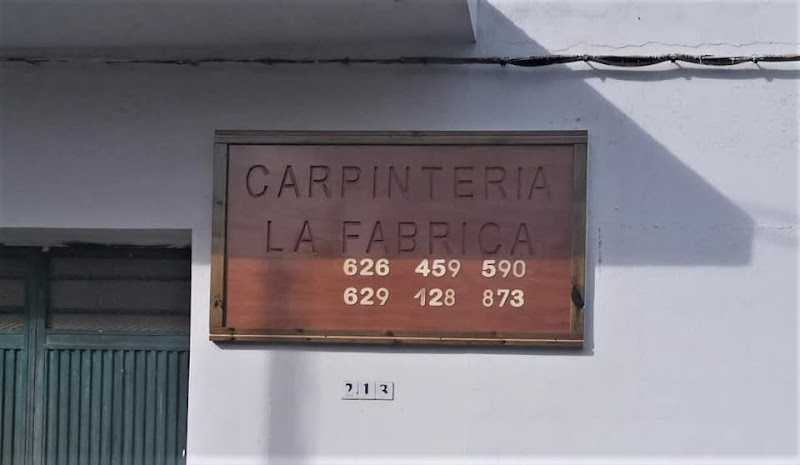 CARPINTERIA
LA FABRICA
626 459 590
629 128 873
213